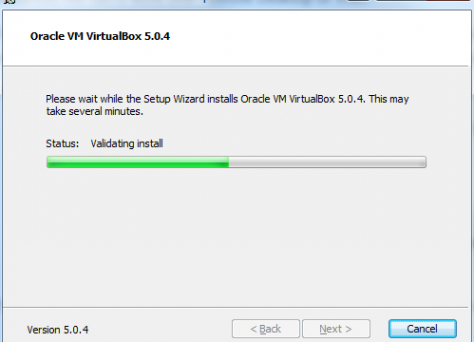 Oracle VM VirtualBox 5.0.4
Please wait while the Setup Wizard installs Oracle VM VirtualBox 5.0.4. This may
take several minutes.
Status: Validating install
Version 5.0.4
< Back
Next >
Cancel